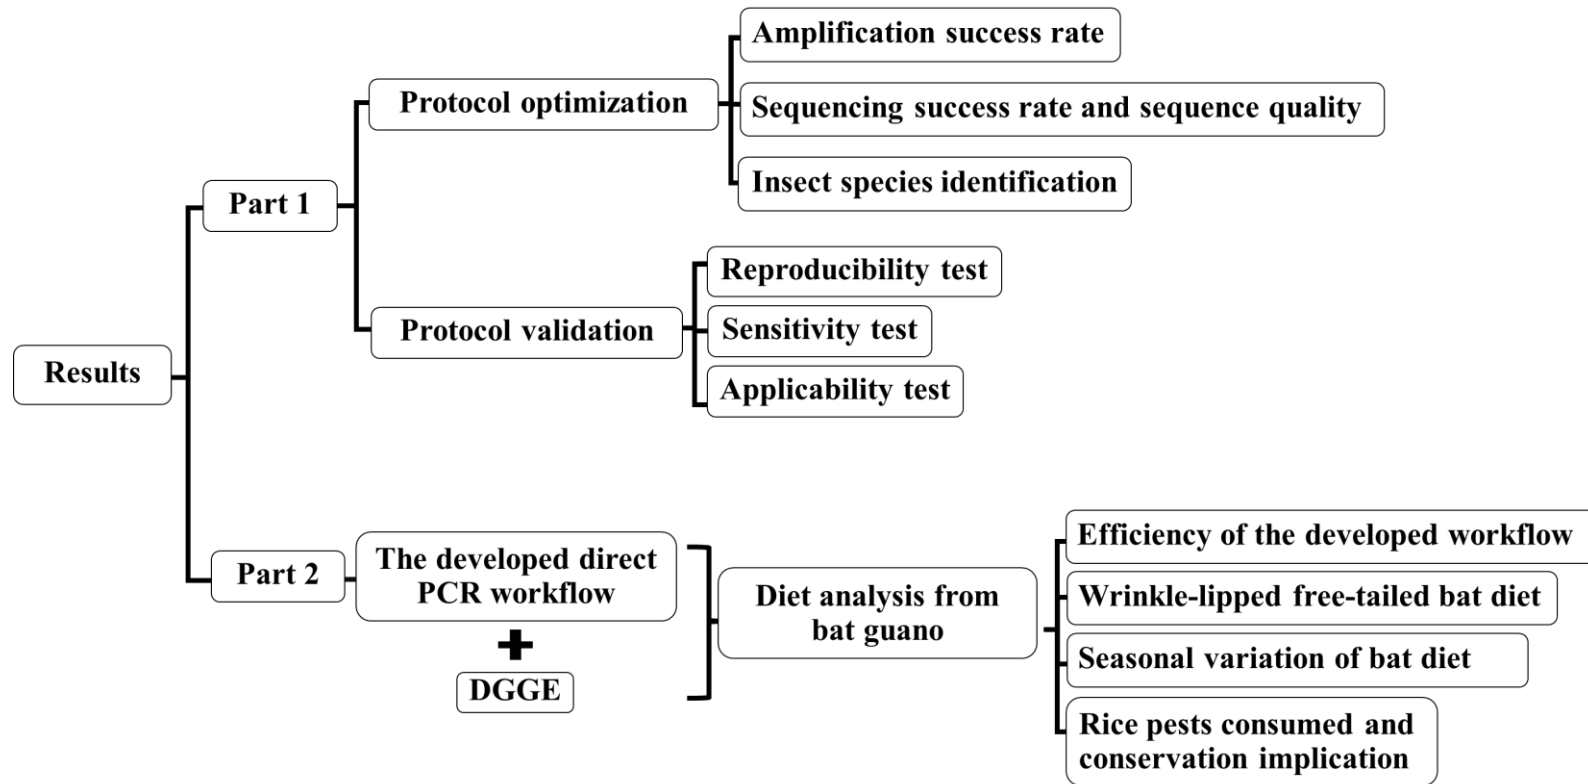 Results
Part 1
Protocol optimization
Amplification success rate
Sequencing success rate and sequence quality
Insect species identification
Protocol validation
Reproducibility test
Sensitivity test
Applicability test
Part 2
The developed direct
PCR workflow
+
DGGE
Diet analysis from
bat guano
Efficiency of the developed workflow
Wrinkle-lipped free-tailed bat diet
Seasonal variation of bat diet
Rice pests consumed and
conservation implication